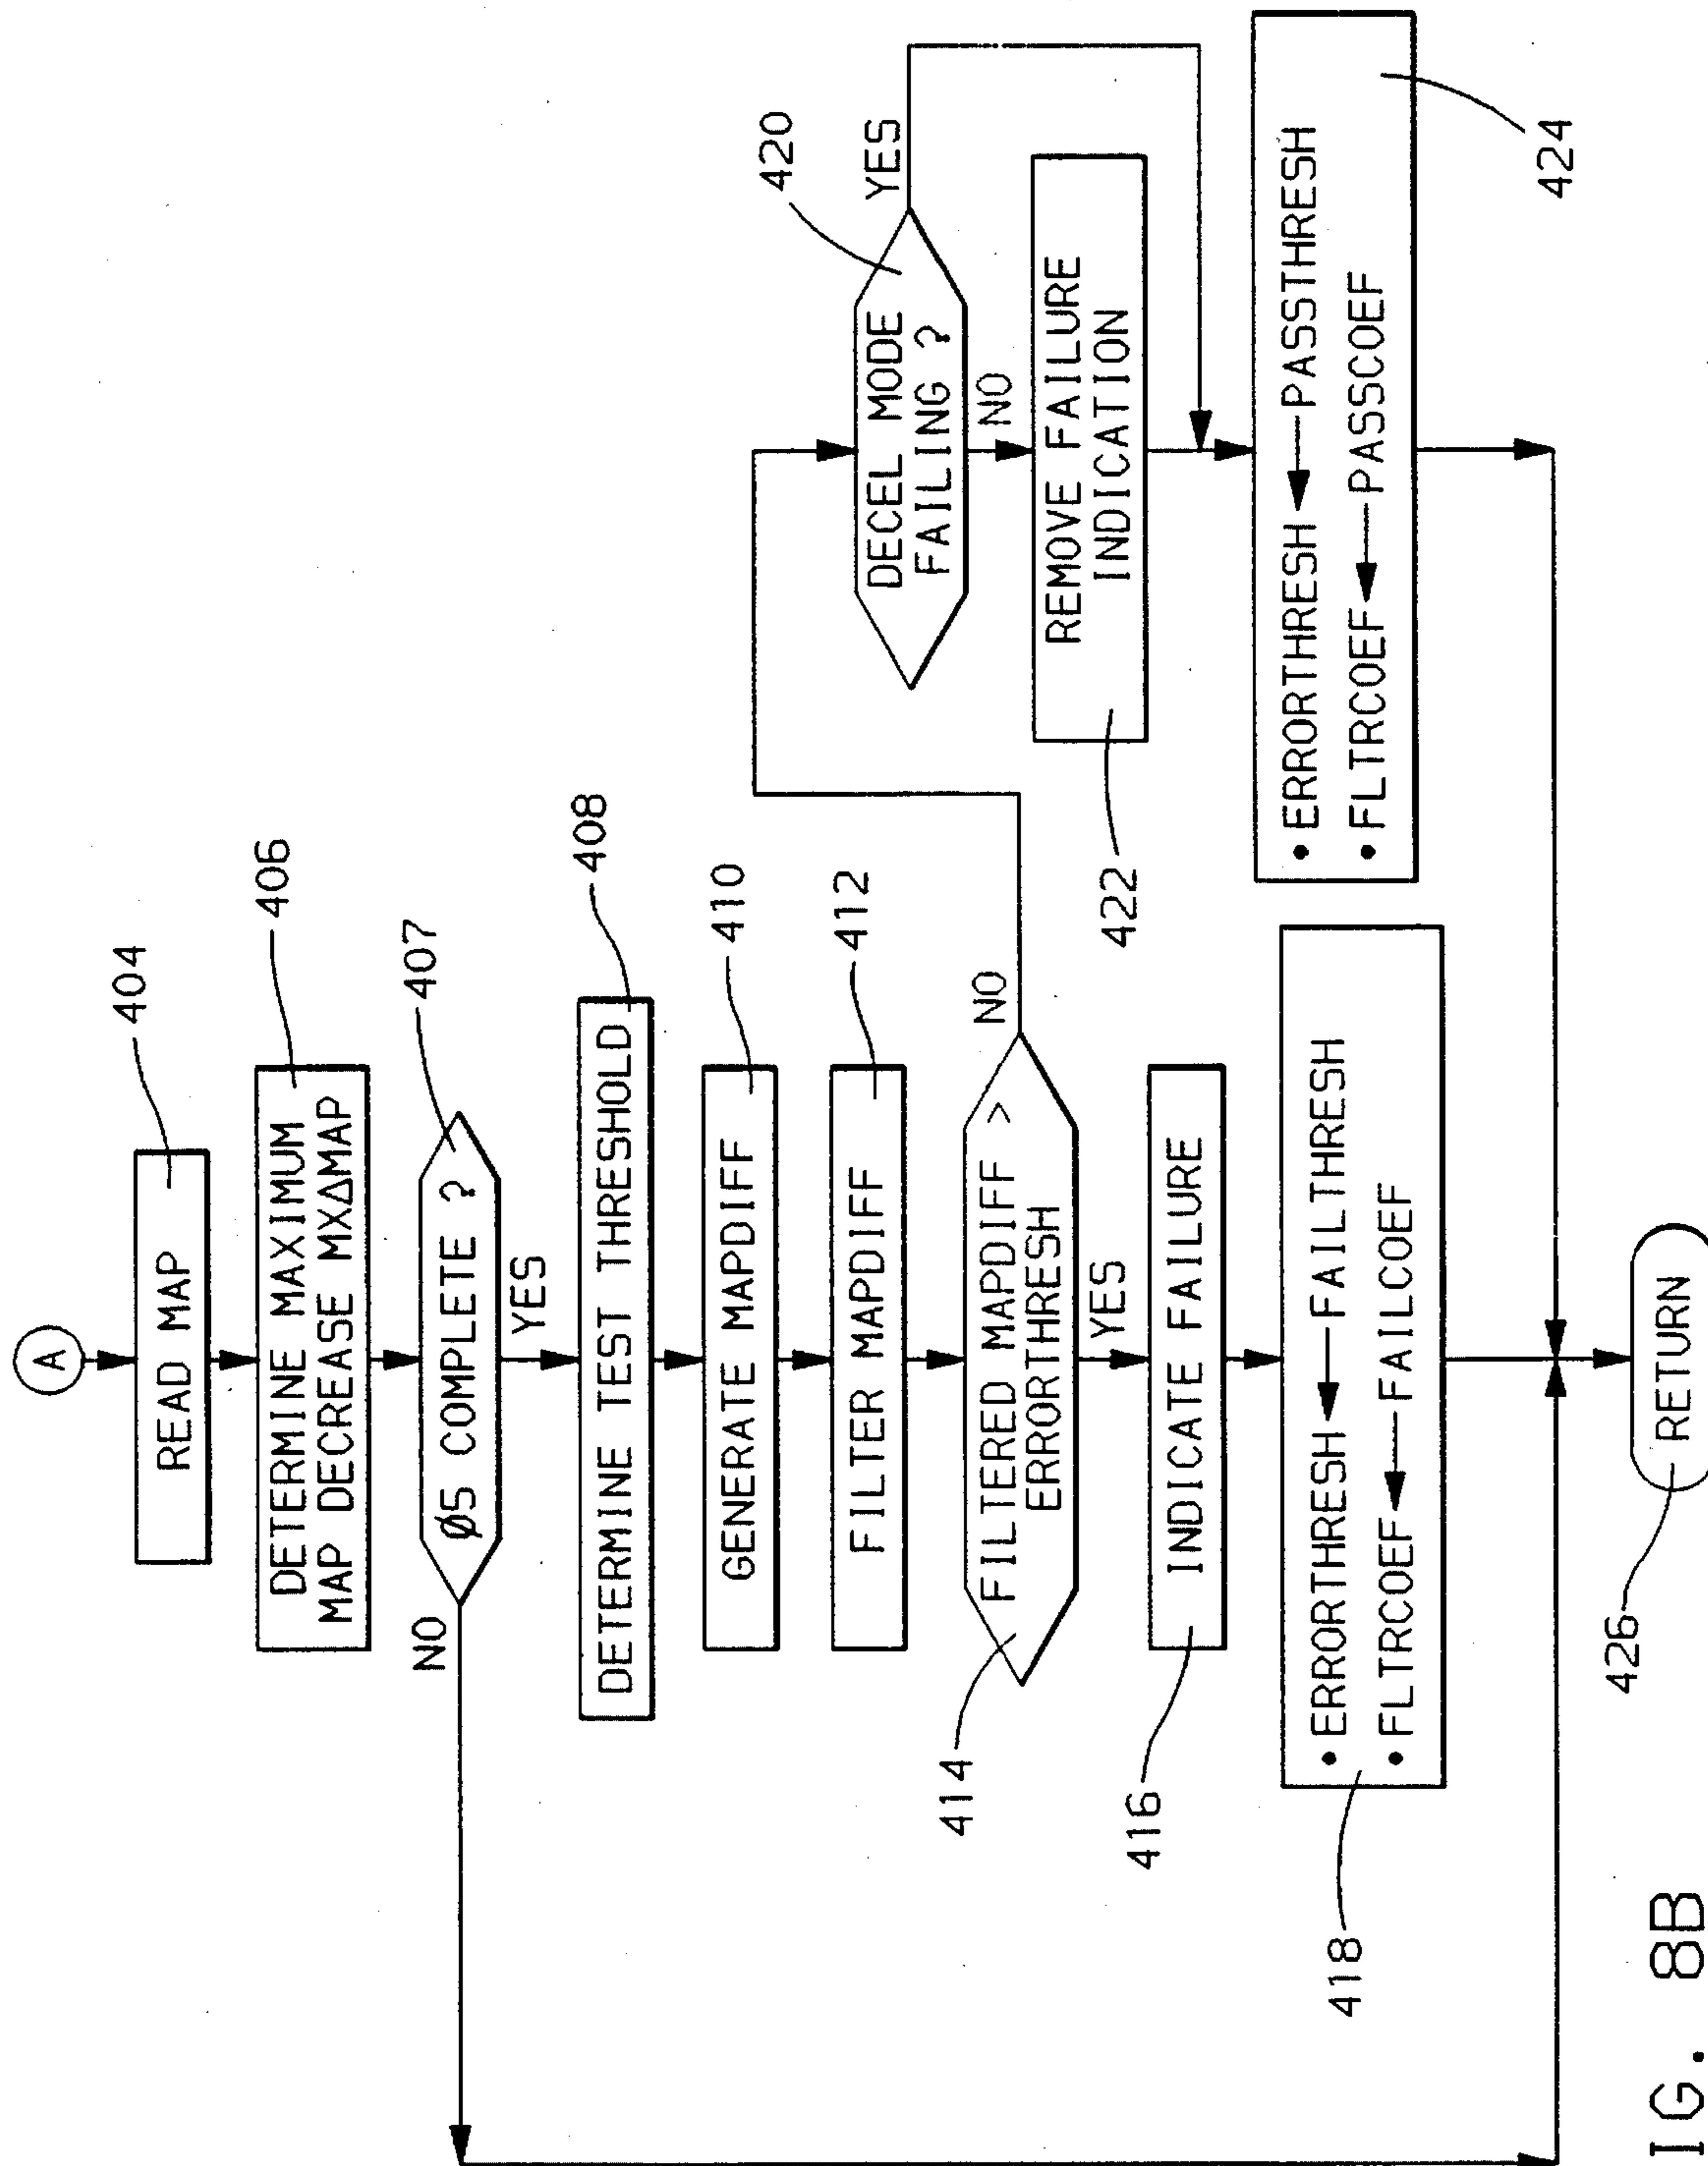 A
READ MAP
404
DETERMINE MAXIMUM
MAP DECREASE MXΔMAP
406
Ø5 COMPLETE ?
407
NO
YES
DETERMINE TEST THRESHOLD
408
GENERATE MAPDIFF
410
FILTER MAPDIFF
412
FILTERED MAPDIFF >
ERRORTHRESH
414
NO
YES
INDICATE FAILURE
416
• ERRORTHRESH ◄── FAILTHRESH
• FLTRCOEF ◄── FAILCOEF
418
DECEL MODE
FAILING ?
420
YES
NO
REMOVE FAILURE
INDICATION
422
• ERRORTHRESH ◄── PASSTHRESH
• FLTRCOEF ◄── PASSCOEF
424
RETURN
426
IG. 8B